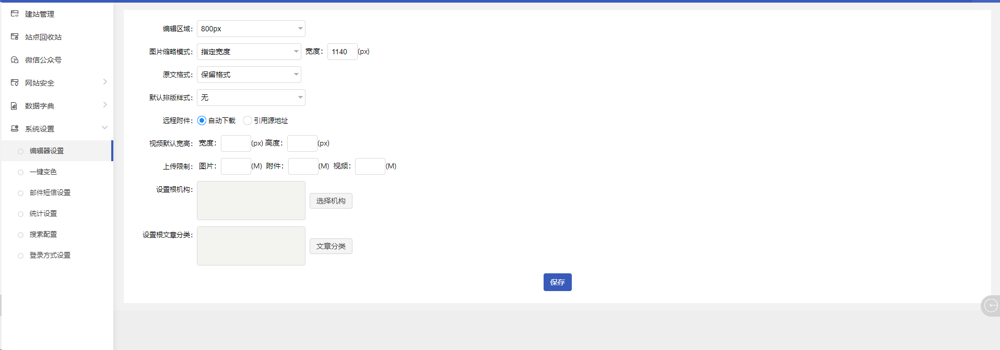 建站管理
站点回收站
微信公众号
网站安全
数据字典
系统设置
编辑器设置
一键变色
邮件短信设置
统计设置
搜索配置
登录方式设置
编辑区域: 800px
图片缩略模式: 指定宽度 宽度: 1140 (px)
原文格式: 保留格式
默认排版样式: 无
远程附件: 自动下载 引用源地址
视频默认宽高: 宽度: (px) 高度: (px)
上传限制: 图片: (M) 附件: (M) 视频: (M)
设置根机构: 选择机构
设置根文章分类: 文章分类
保存